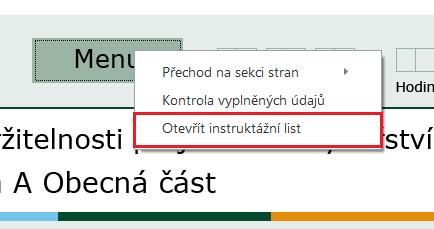 Menu
Přechod na sekci stran
Kontrola vyplněných údajů
Hodin
Otevřít instruktážní list
A Obecná část